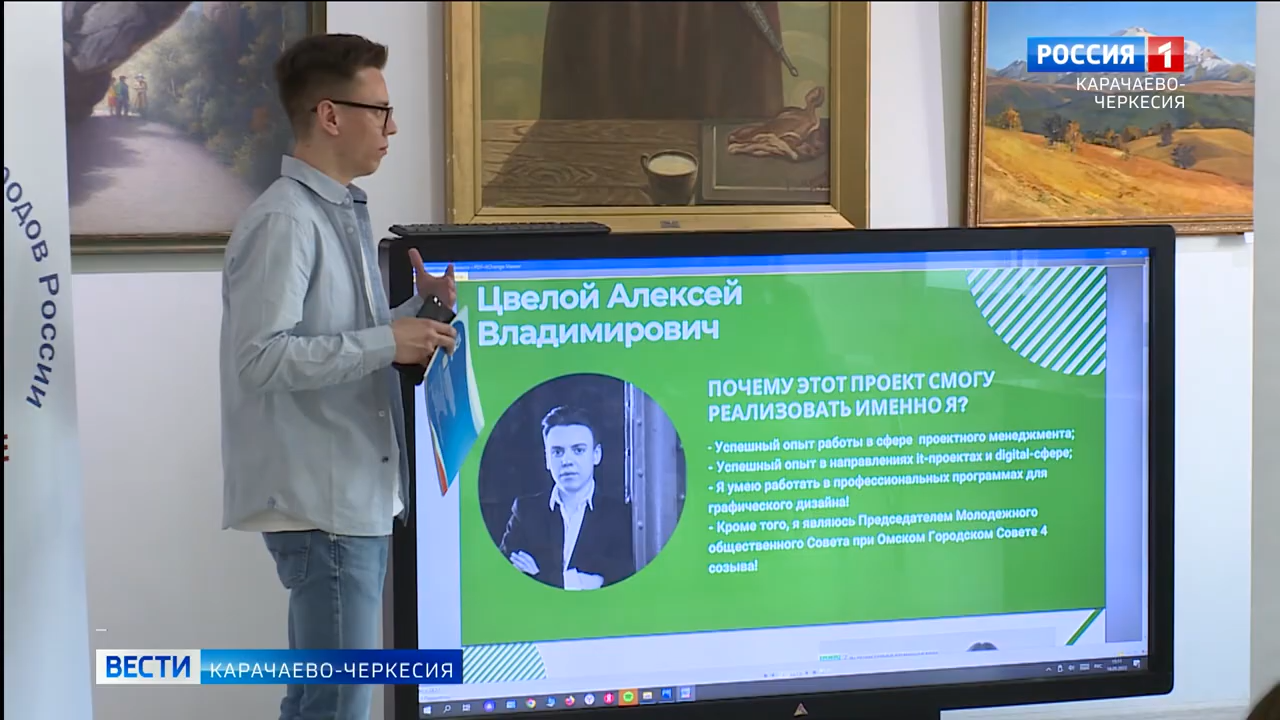 РОССИЯ 1
КАРАЧАЕВО-
ЧЕРКЕСИЯ
России
Цвелой Алексей
Владимирович
ПОЧЕМУ ЭТОТ ПРОЕКТ СМОГУ
РЕАЛИЗОВАТЬ ИМЕННО Я?
- Успешный опыт работы в сфере проектного менеджмента;
- Успешный опыт в направлениях it-проектах и digital-сфере;
- Я умею работать в профессиональных программах для
графического дизайна!
- Кроме того, я являюсь Председателем Молодежного
общественного Совета при Омском Городском Совете 4
созыва!
ВЕСТИ КАРАЧАЕВО-ЧЕРКЕСИЯ